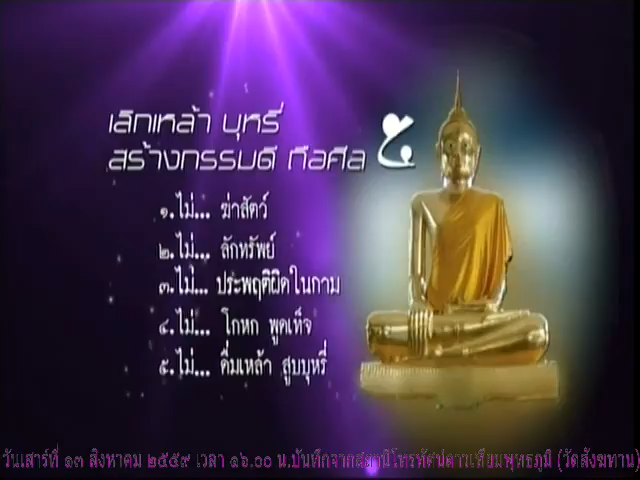 เลิกเหล้า บุหรี่
สร้างกรรมดี ถือศีล ๕
๑.ไม่... ฆ่าสัตว์
๒.ไม่... ลักทรัพย์
๓.ไม่... ประพฤติผิดในกาม
๔.ไม่... โกหก พูดเท็จ
๕.ไม่... ดื่มเหล้า สูบบุหรี่
วันเสาร์ที่ ๑๓ สิงหาคม ๒๕๕๙ เวลา ๑๖.๐๐ น.บันทึกจากสถานีโทรทัศน์ดาวเทียมพุทธภูมิ (วัดสังฆทาน)